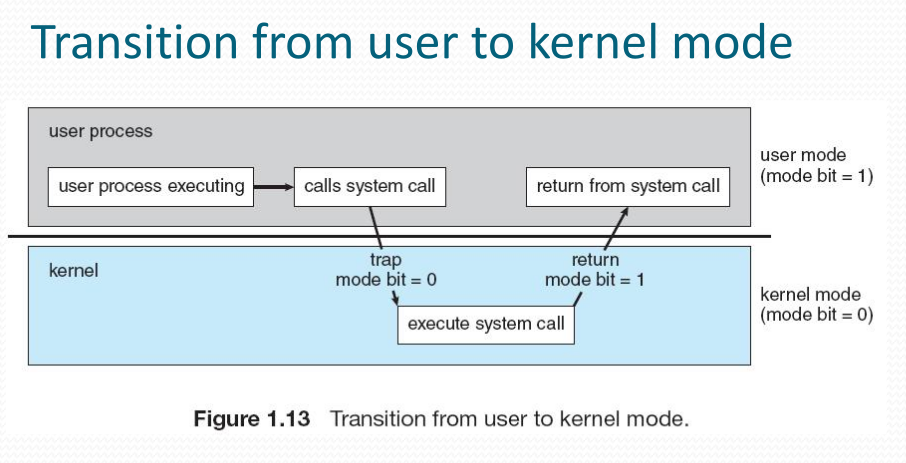 Transition from user to kernel mode
user process
user process executing
calls system call
return from system call
user mode
(mode bit = 1)
kernel
trap
mode bit = 0
return
mode bit = 1
execute system call
kernel mode
(mode bit = 0)
Figure 1.13 Transition from user to kernel mode.